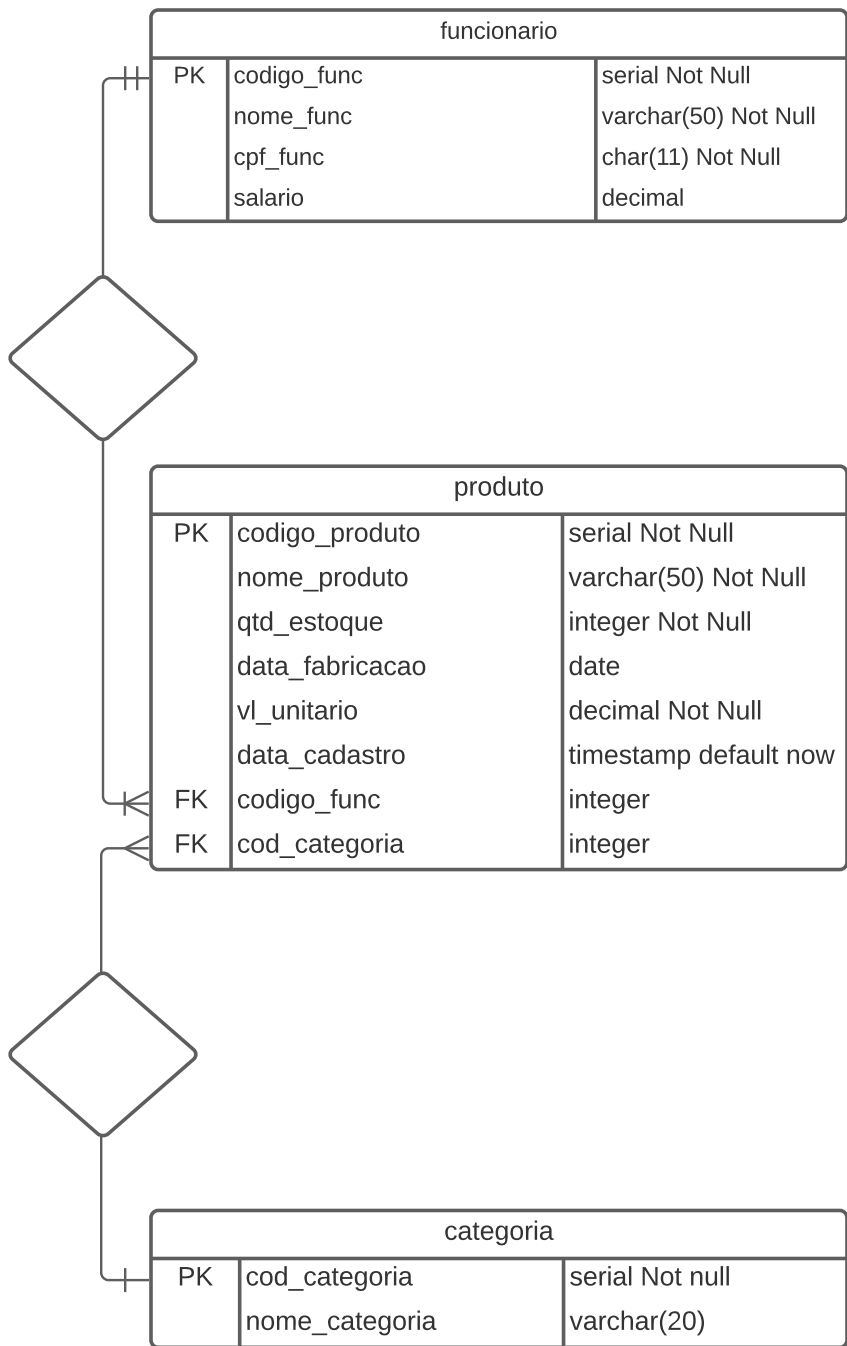 funcionario
PK codigo_func serial Not Null
nome_func varchar(50) Not Null
cpf_func char(11) Not Null
salario decimal
produto
PK codigo_produto serial Not Null
nome_produto varchar(50) Not Null
qtd_estoque integer Not Null
data_fabricacao date
vl_unitario decimal Not Null
data_cadastro timestamp default now
FK codigo_func integer
FK cod_categoria integer
categoria
PK cod_categoria serial Not null
nome_categoria varchar(20)